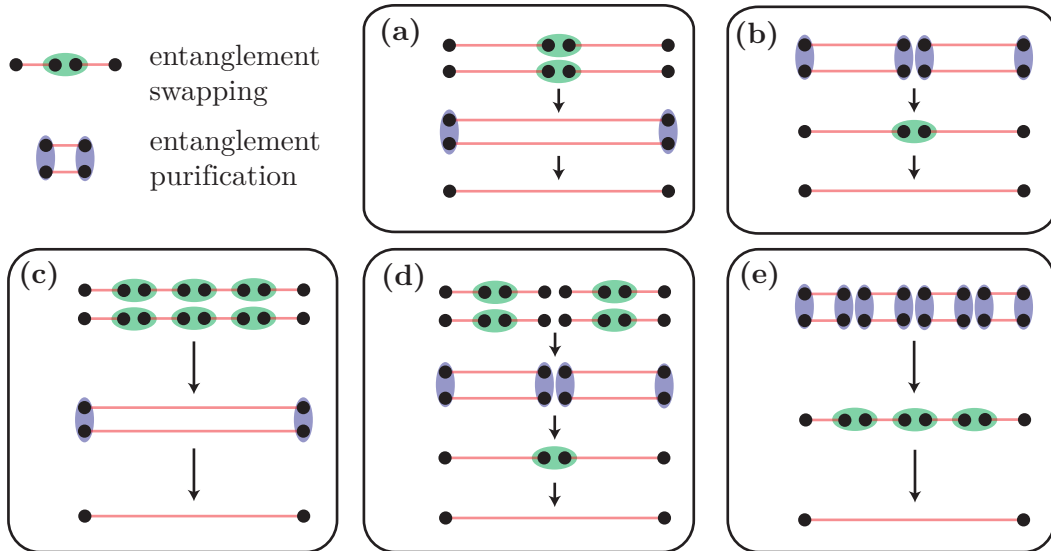 entanglement
swapping
entanglement
purification
(a)
(b)
(c)
(d)
(e)